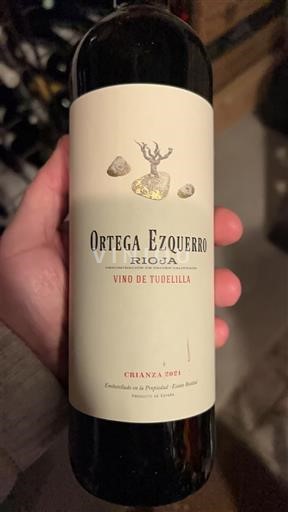 ORTEGA EZQUERRO
RIOJA
DENOMINACIÓN DE ORIGEN CALIFICADA
VINO DE TUDELILLA
CRIANZA 2021
Embotellado en la Propiedad - Estate Bottled
PRODUCTO DE ESPAÑA